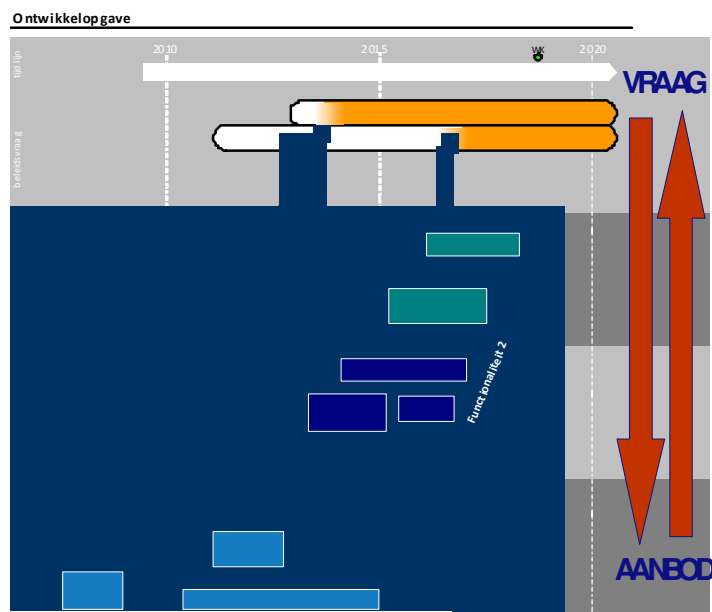 Ontwikkelopgave
2010
2015
WK
2020
tijd lijn
VRAAG
beleidsvraag
Functionaliteit 2
AANBOD